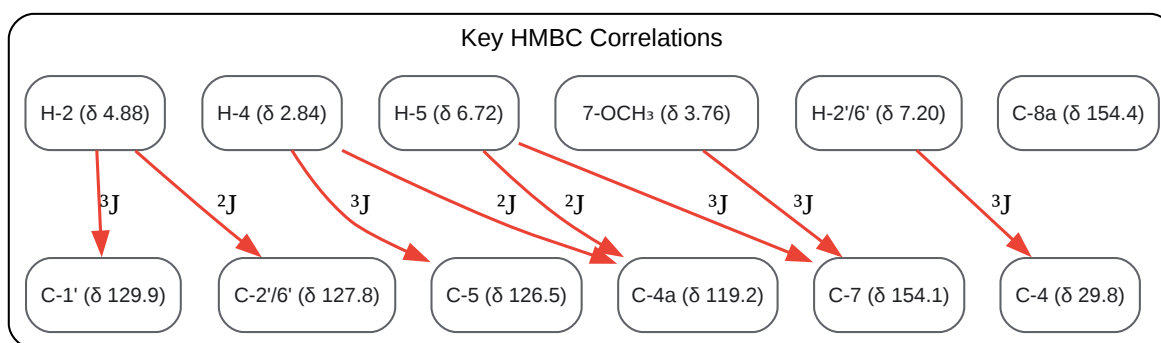 Key HMBC Correlations
H-2 (δ 4.88)
H-4 (δ 2.84)
H-5 (δ 6.72)
7-OCH₃ (δ 3.76)
H-2'/6' (δ 7.20)
C-8a (δ 154.4)
³J
²J
³J
²J
²J
³J
³J
³J
C-1' (δ 129.9)
C-2'/6' (δ 127.8)
C-5 (δ 126.5)
C-4a (δ 119.2)
C-7 (δ 154.1)
C-4 (δ 29.8)